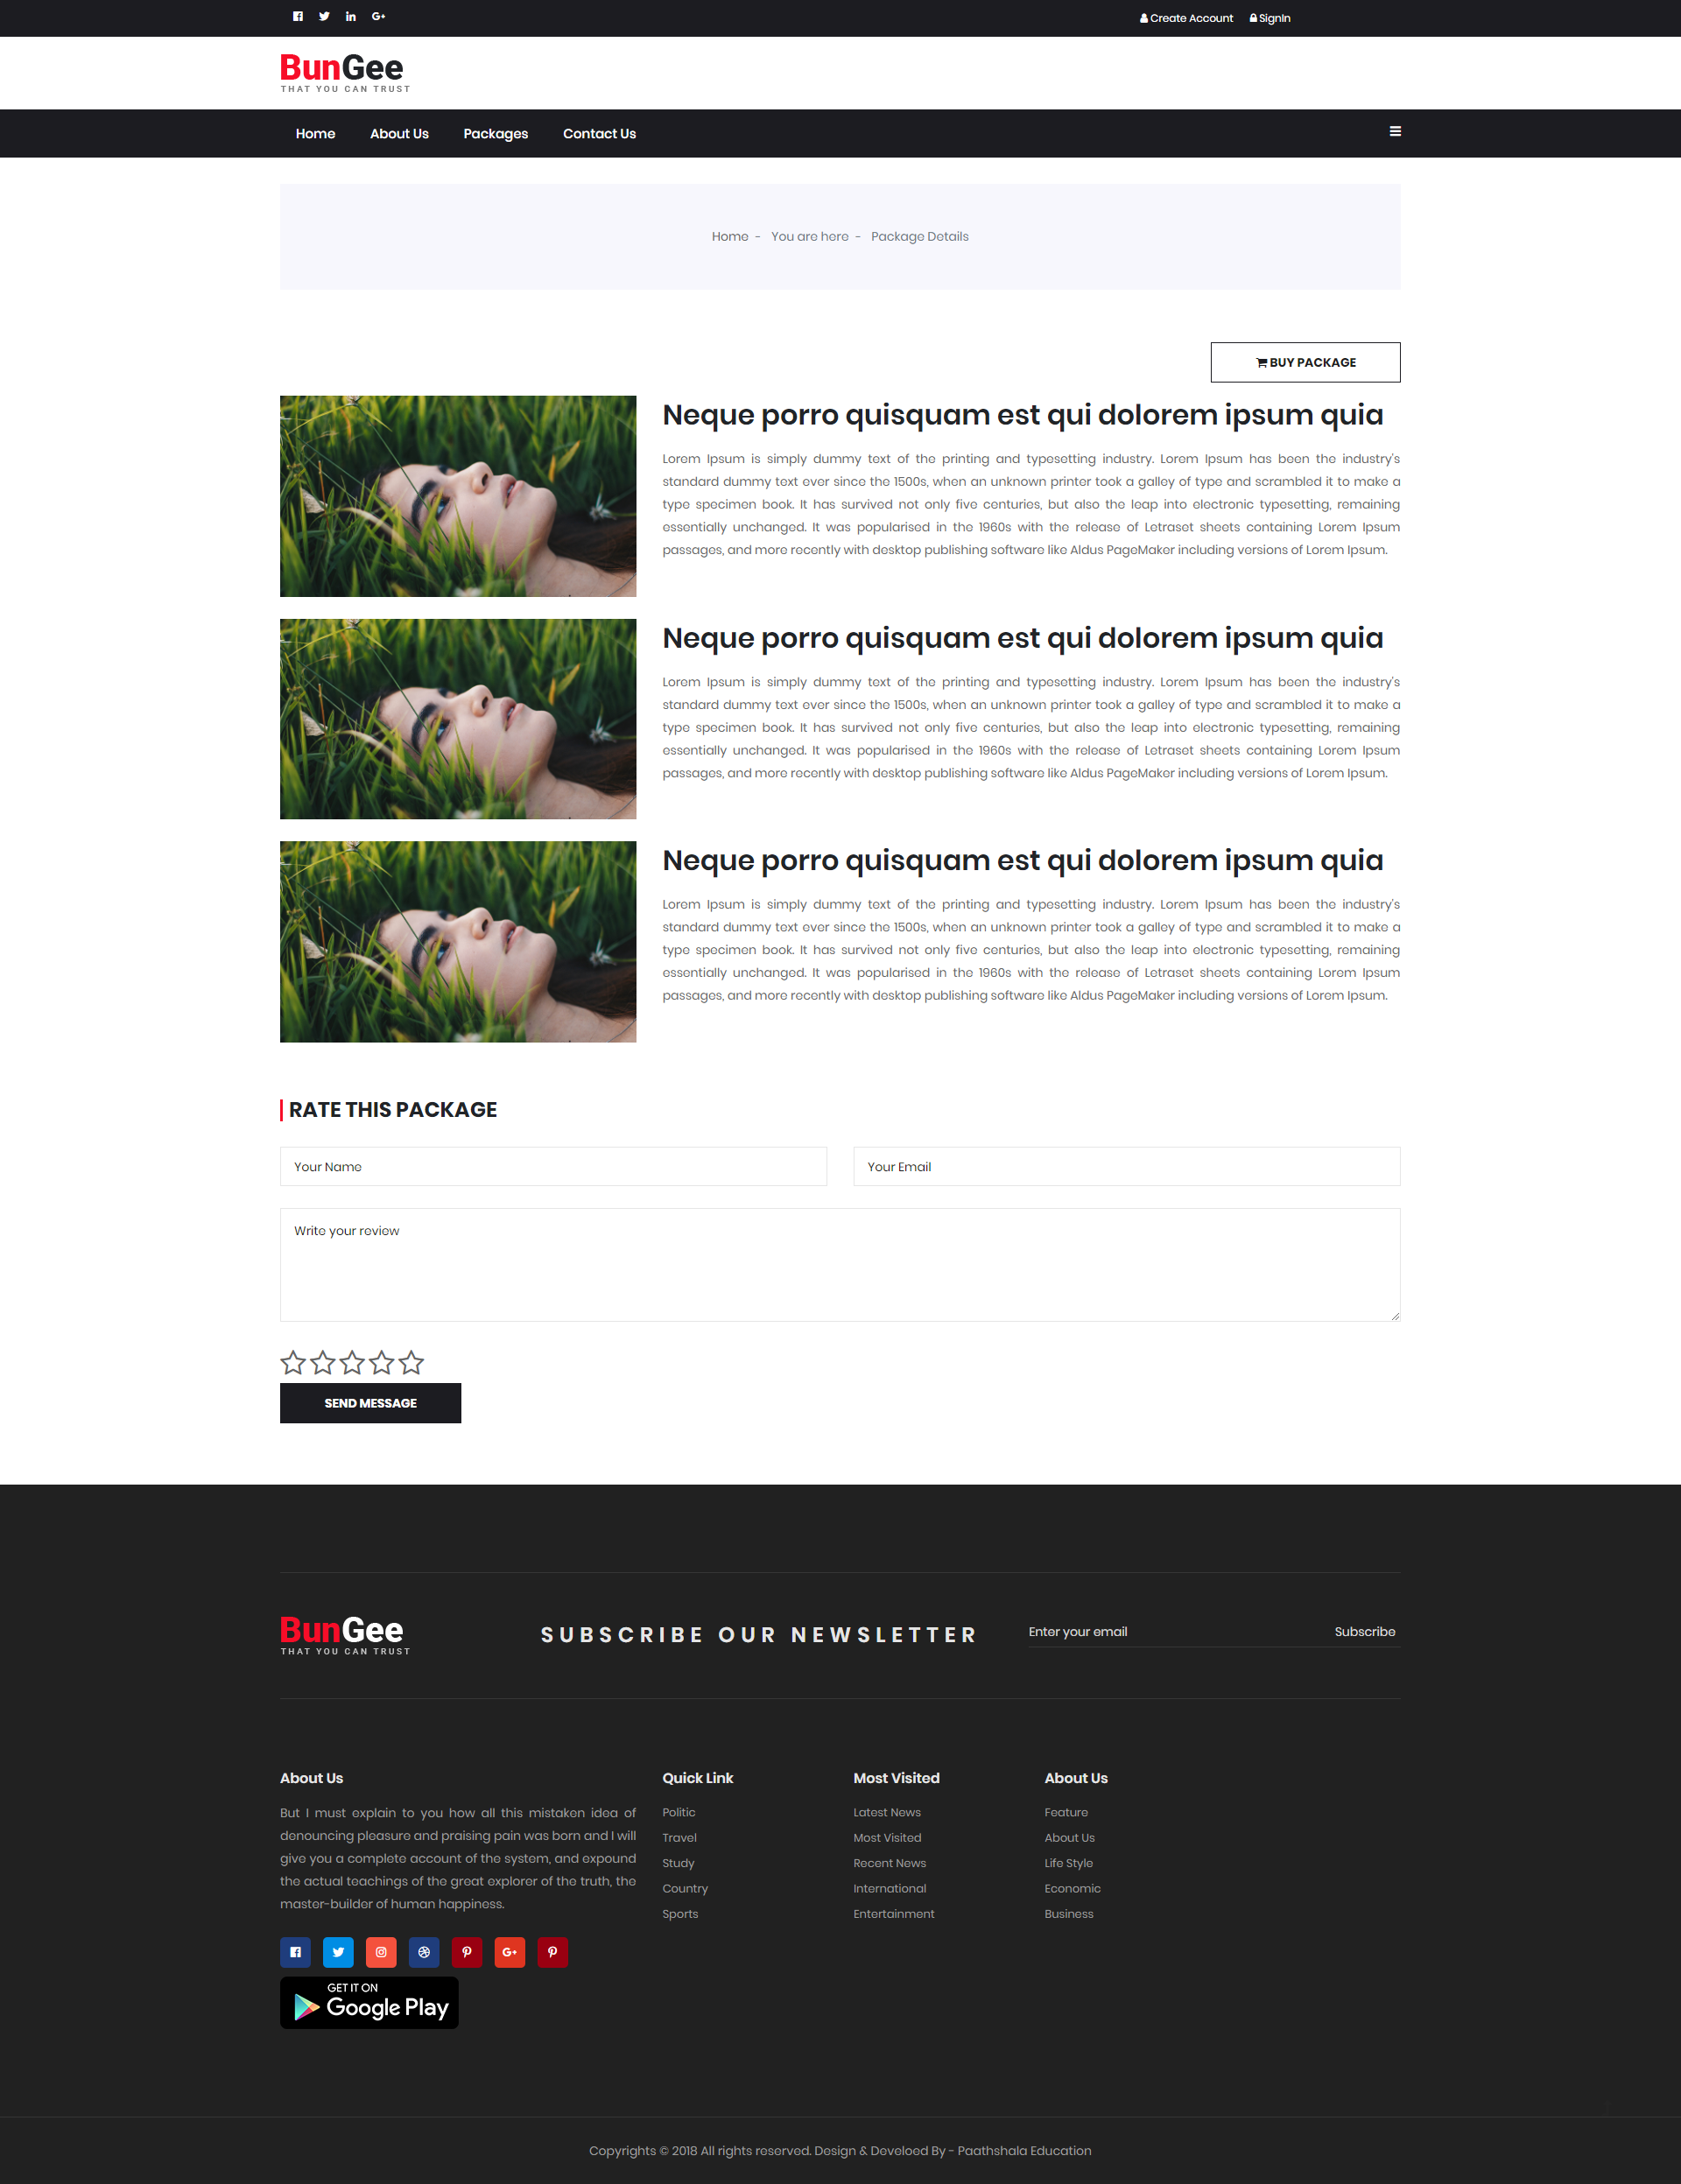 Create Account SignIn
BunGee
THAT YOU CAN TRUST
Home About Us Packages Contact Us
Home - You are here - Package Details
BUY PACKAGE
Neque porro quisquam est qui dolorem ipsum quia
Lorem Ipsum is simply dummy text of the printing and typesetting industry. Lorem Ipsum has been the industry's
standard dummy text ever since the 1500s, when an unknown printer took a galley of type and scrambled it to make a
type specimen book. It has survived not only five centuries, but also the leap into electronic typesetting, remaining
essentially unchanged. It was popularised in the 1960s with the release of Letraset sheets containing Lorem Ipsum
passages, and more recently with desktop publishing software like Aldus PageMaker including versions of Lorem Ipsum.
Neque porro quisquam est qui dolorem ipsum quia
Lorem Ipsum is simply dummy text of the printing and typesetting industry. Lorem Ipsum has been the industry's
standard dummy text ever since the 1500s, when an unknown printer took a galley of type and scrambled it to make a
type specimen book. It has survived not only five centuries, but also the leap into electronic typesetting, remaining
essentially unchanged. It was popularised in the 1960s with the release of Letraset sheets containing Lorem Ipsum
passages, and more recently with desktop publishing software like Aldus PageMaker including versions of Lorem Ipsum.
Neque porro quisquam est qui dolorem ipsum quia
Lorem Ipsum is simply dummy text of the printing and typesetting industry. Lorem Ipsum has been the industry's
standard dummy text ever since the 1500s, when an unknown printer took a galley of type and scrambled it to make a
type specimen book. It has survived not only five centuries, but also the leap into electronic typesetting, remaining
essentially unchanged. It was popularised in the 1960s with the release of Letraset sheets containing Lorem Ipsum
passages, and more recently with desktop publishing software like Aldus PageMaker including versions of Lorem Ipsum.
RATE THIS PACKAGE
Your Name
Your Email
Write your review
SEND MESSAGE
BunGee
THAT YOU CAN TRUST
SUBSCRIBE OUR NEWSLETTER
Enter your email Subscribe
About Us
But I must explain to you how all this mistaken idea of
denouncing pleasure and praising pain was born and I will
give you a complete account of the system, and expound
the actual teachings of the great explorer of the truth, the
master-builder of human happiness.
GET IT ON
Google Play
Quick Link
Politic
Travel
Study
Country
Sports
Most Visited
Latest News
Most Visited
Recent News
International
Entertainment
About Us
Feature
About Us
Life Style
Economic
Business
Copyrights © 2018 All rights reserved. Design & Develoed By - Paathshala Education